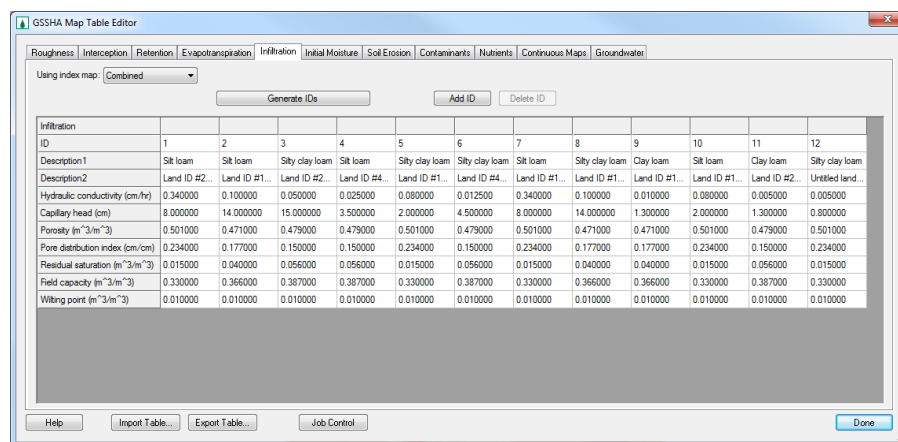 GSSHA Map Table Editor
Roughness Interception Retention Evapotranspiration Infiltration Initial Moisture Soil Erosion Contaminants Nutrients Continuous Maps Groundwater
Using index map: Combined
Generate IDs Add ID Delete ID
Infiltration
ID 1 2 3 4 5 6 7 8 9 10 11 12
Description1 Silt loam Silt loam Silty clay loam Silt loam Silty clay loam Silty clay loam Silt loam Silty clay loam Clay loam Silt loam Clay loam Silty clay loam
Description2 Land ID #2... Land ID #1... Land ID #2... Land ID #4... Land ID #1... Land ID #4... Land ID #1... Land ID #1... Land ID #1... Land ID #1... Land ID #2... Untitled land...
Hydraulic conductivity (cm/hr) 0.340000 0.100000 0.050000 0.025000 0.080000 0.012500 0.340000 0.100000 0.010000 0.080000 0.005000 0.005000
Capillary head (cm) 8.000000 14.000000 15.000000 3.500000 2.000000 4.500000 8.000000 14.000000 1.300000 2.000000 1.300000 0.800000
Porosity (m^3/m^3) 0.501000 0.471000 0.479000 0.479000 0.501000 0.479000 0.501000 0.471000 0.471000 0.501000 0.479000 0.501000
Pore distribution index (cm/cm) 0.234000 0.177000 0.150000 0.150000 0.234000 0.150000 0.234000 0.177000 0.177000 0.234000 0.150000 0.234000
Residual saturation (m^3/m^3) 0.015000 0.040000 0.056000 0.056000 0.015000 0.056000 0.015000 0.040000 0.040000 0.015000 0.056000 0.015000
Field capacity (m^3/m^3) 0.330000 0.366000 0.387000 0.387000 0.330000 0.387000 0.330000 0.366000 0.366000 0.330000 0.387000 0.330000
Wilting point (m^3/m^3) 0.010000 0.010000 0.010000 0.010000 0.010000 0.010000 0.010000 0.010000 0.010000 0.010000 0.010000 0.010000
Help Import Table... Export Table... Job Control Done